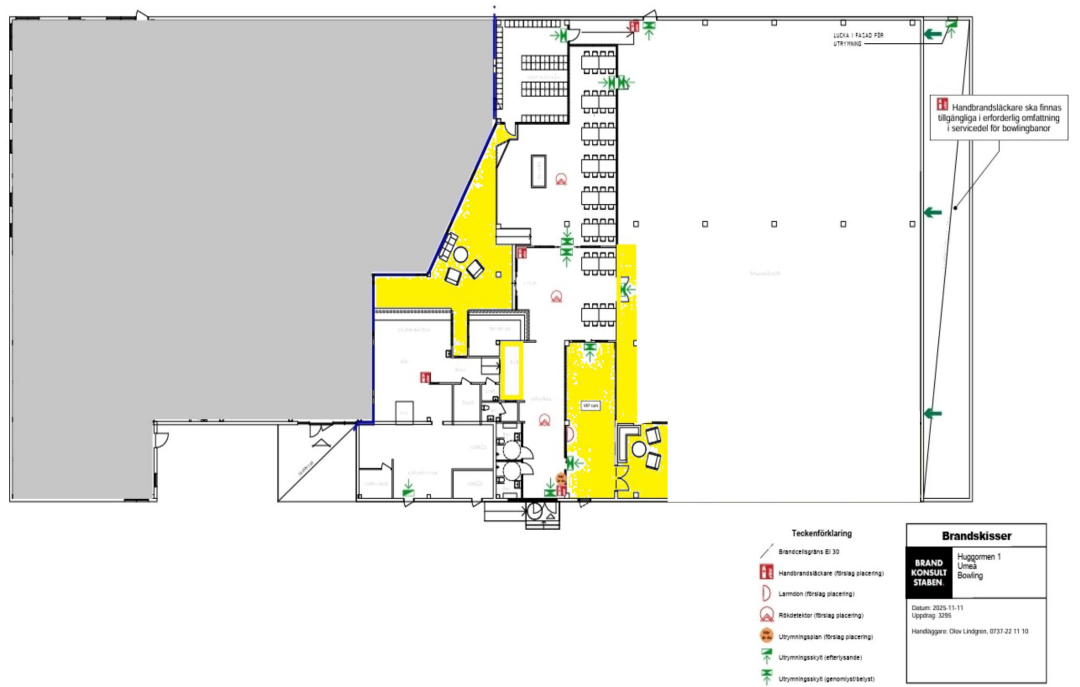 LUCKA I FASAD FÖR
UTRYMNING
Handbrandsläckare ska finnas
tillgängliga i erforderlig omfattning
i servicedel för bowlingbanor
VIP rum
Teckenförklaring
Brandcellsgräns EI 30
Handbrandsläckare (förslag placering)
Larmdon (förslag placering)
Rökdetektor (förslag placering)
Utrymningsplan (förslag placering)
Utrymningsskylt (efterlysande)
Utrymningsskylt (genomlyst/belyst)
Brandskisser
BRAND
KONSULT
STABEN.
Huggormen 1
Umeå
Bowling
Datum: 2025-11-11
Uppdrag: 3295
Handläggare: Olov Lindgren, 0737-22 11 10